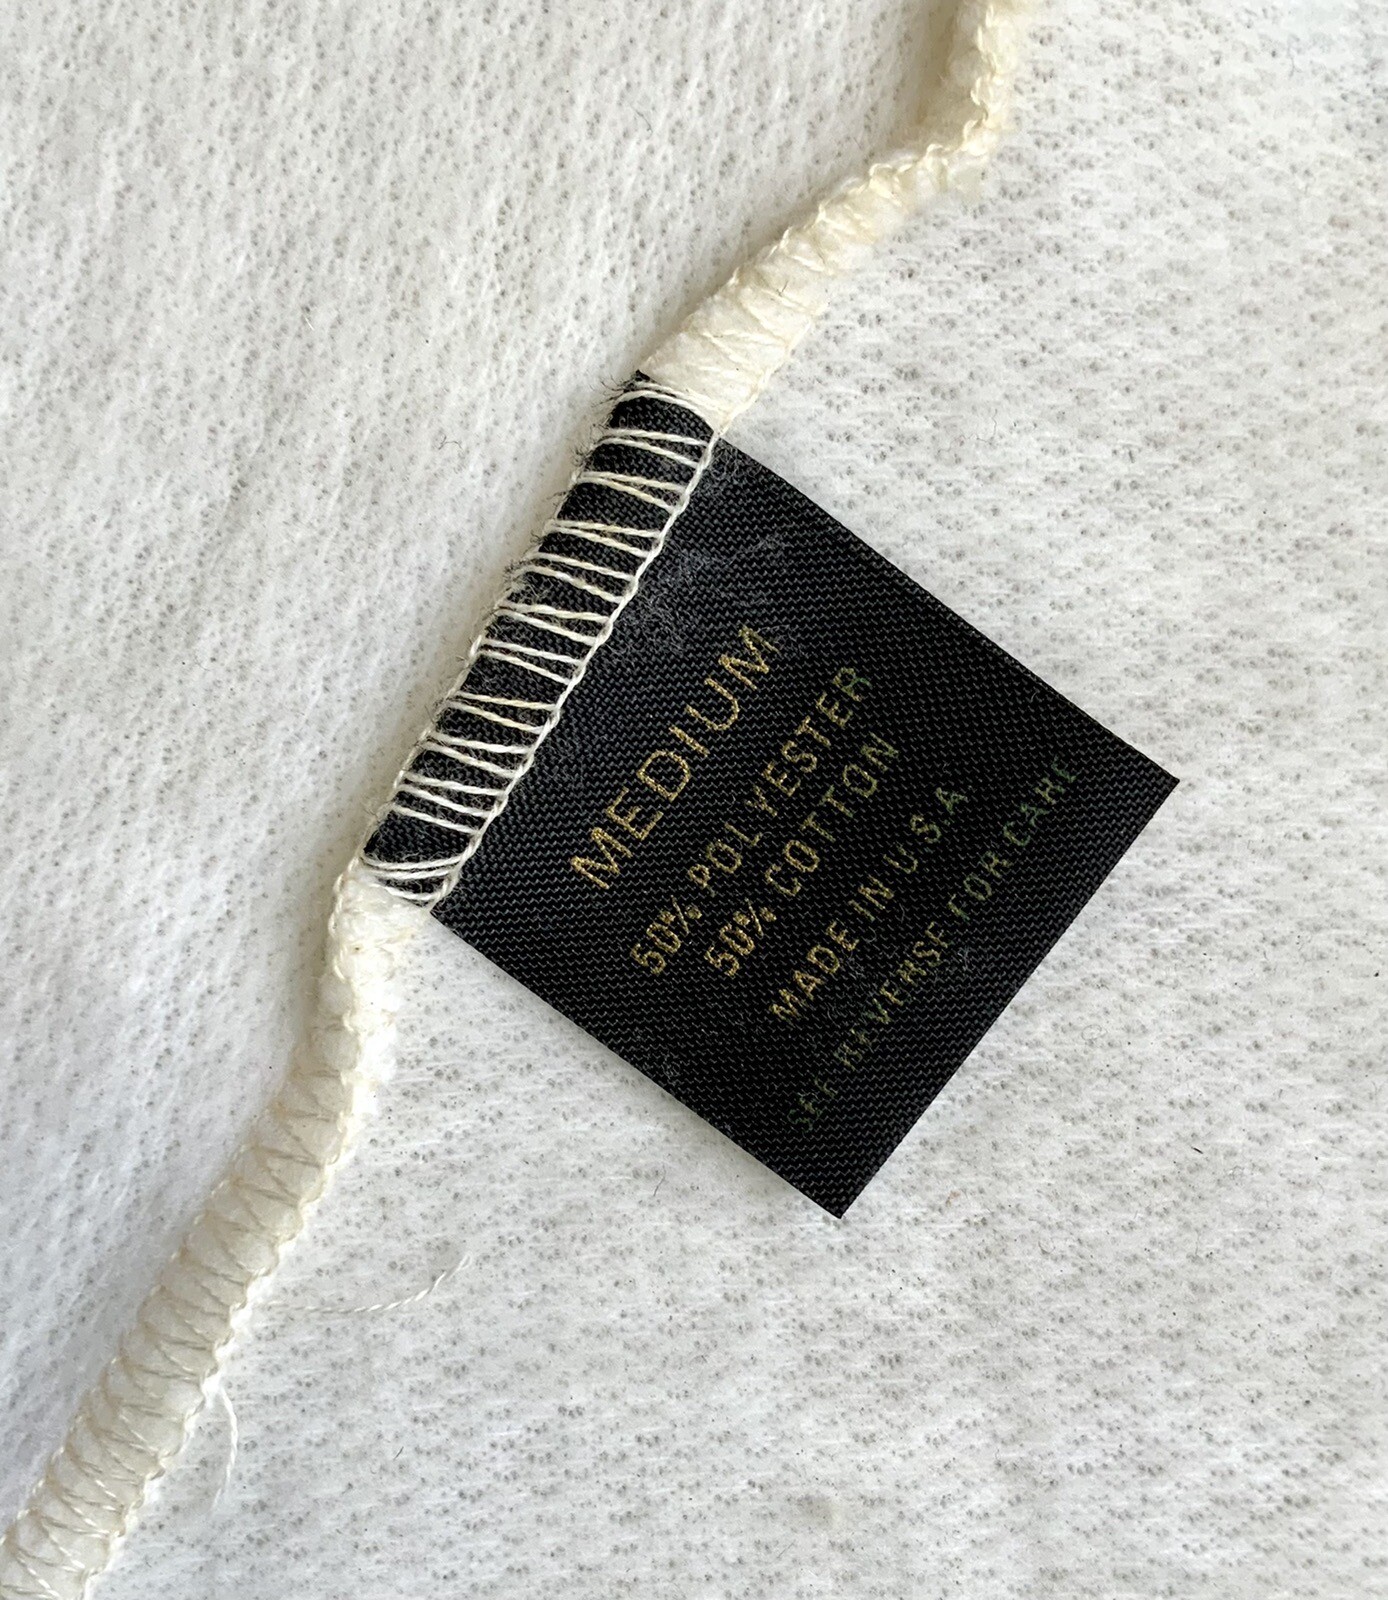 MEDIUM
50% POLYESTER
50% COTTON
MADE IN U.S.A
SEE REVERSE FOR CARE